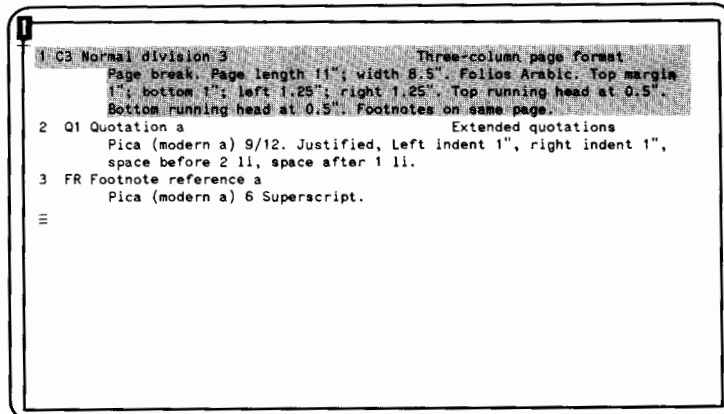 1 C3 Normal division 3 Three-column page format
Page break. Page length 11"; width 8.5". Folios Arabic. Top margin
1"; bottom 1"; left 1.25"; right 1.25". Top running head at 0.5".
Bottom running head at 0.5". Footnotes on same page.
2 Q1 Quotation a Extended quotations
Pica (modern a) 9/12. Justified, Left indent 1", right indent 1",
space before 2 li, space after 1 li.
3 FR Footnote reference a
Pica (modern a) 6 Superscript.